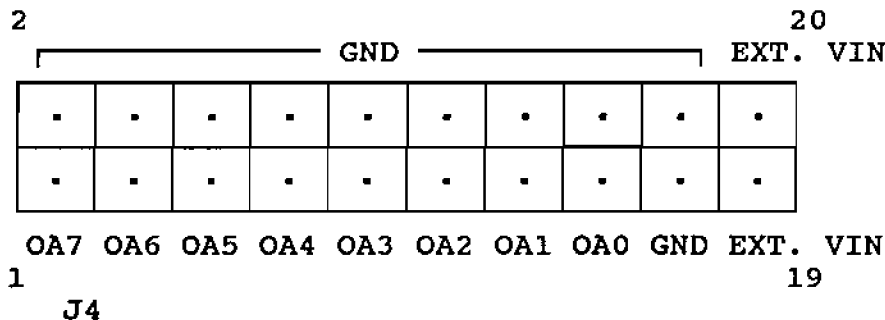 2 20
GND EXT. VIN
OA7 OA6 OA5 OA4 OA3 OA2 OA1 OA0 GND EXT. VIN
1 19
J4